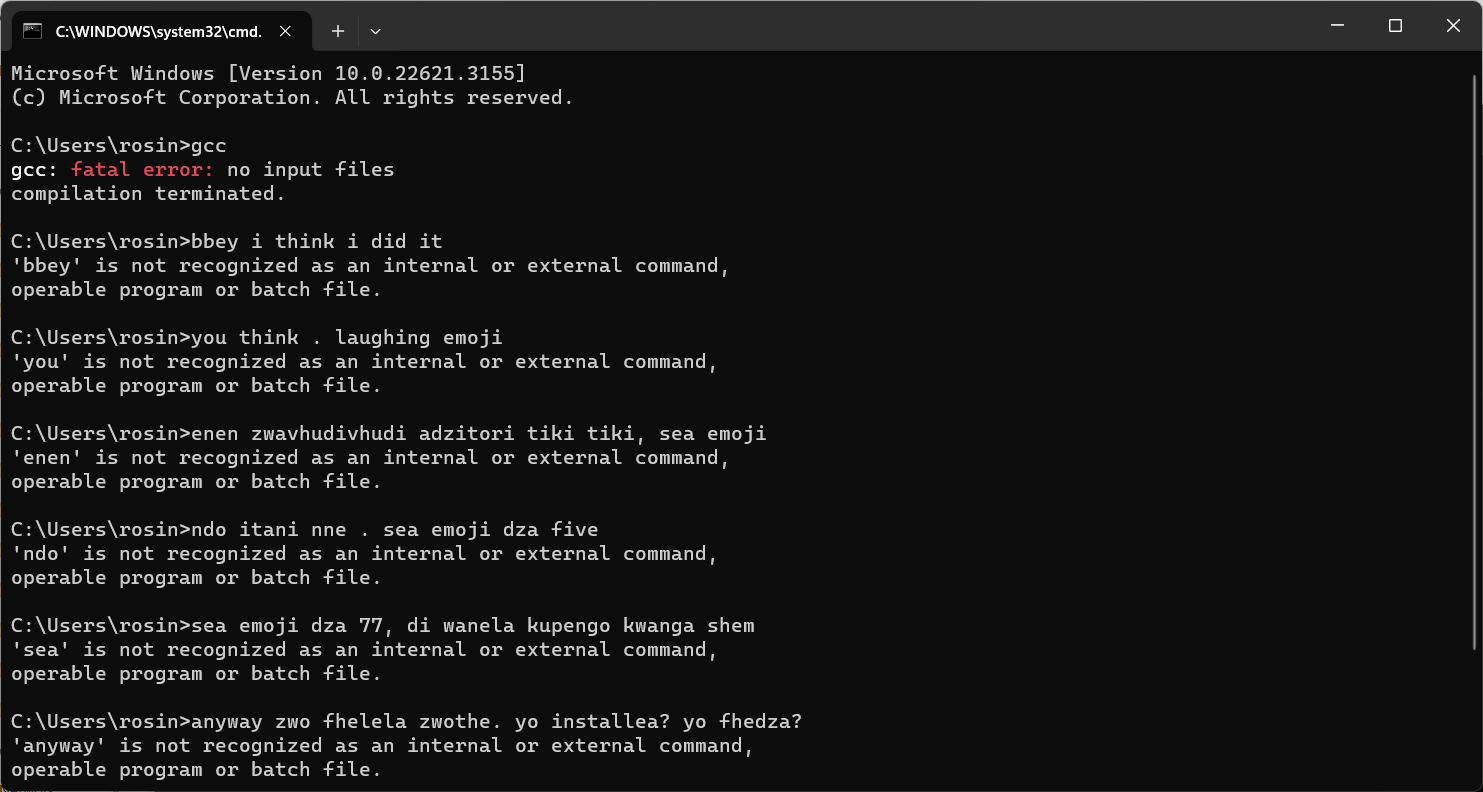 C:\WINDOWS\system32\cmd.
Microsoft Windows [Version 10.0.22621.3155]
(c) Microsoft Corporation. All rights reserved.
C:\Users\rosin>gcc
gcc: fatal error: no input files
compilation terminated.
C:\Users\rosin>bbey i think i did it
'bbey' is not recognized as an internal or external command,
operable program or batch file.
C:\Users\rosin>you think . laughing emoji
'you' is not recognized as an internal or external command,
operable program or batch file.
C:\Users\rosin>enen zwavhudivhudi adzitori tiki tiki, sea emoji
'enen' is not recognized as an internal or external command,
operable program or batch file.
C:\Users\rosin>ndo itani nne . sea emoji dza five
'ndo' is not recognized as an internal or external command,
operable program or batch file.
C:\Users\rosin>sea emoji dza 77, di wanela kupengo kwanga shem
'sea' is not recognized as an internal or external command,
operable program or batch file.
C:\Users\rosin>anyway zwo fhelela zwothe. yo installea? yo fhedza?
'anyway' is not recognized as an internal or external command,
operable program or batch file.